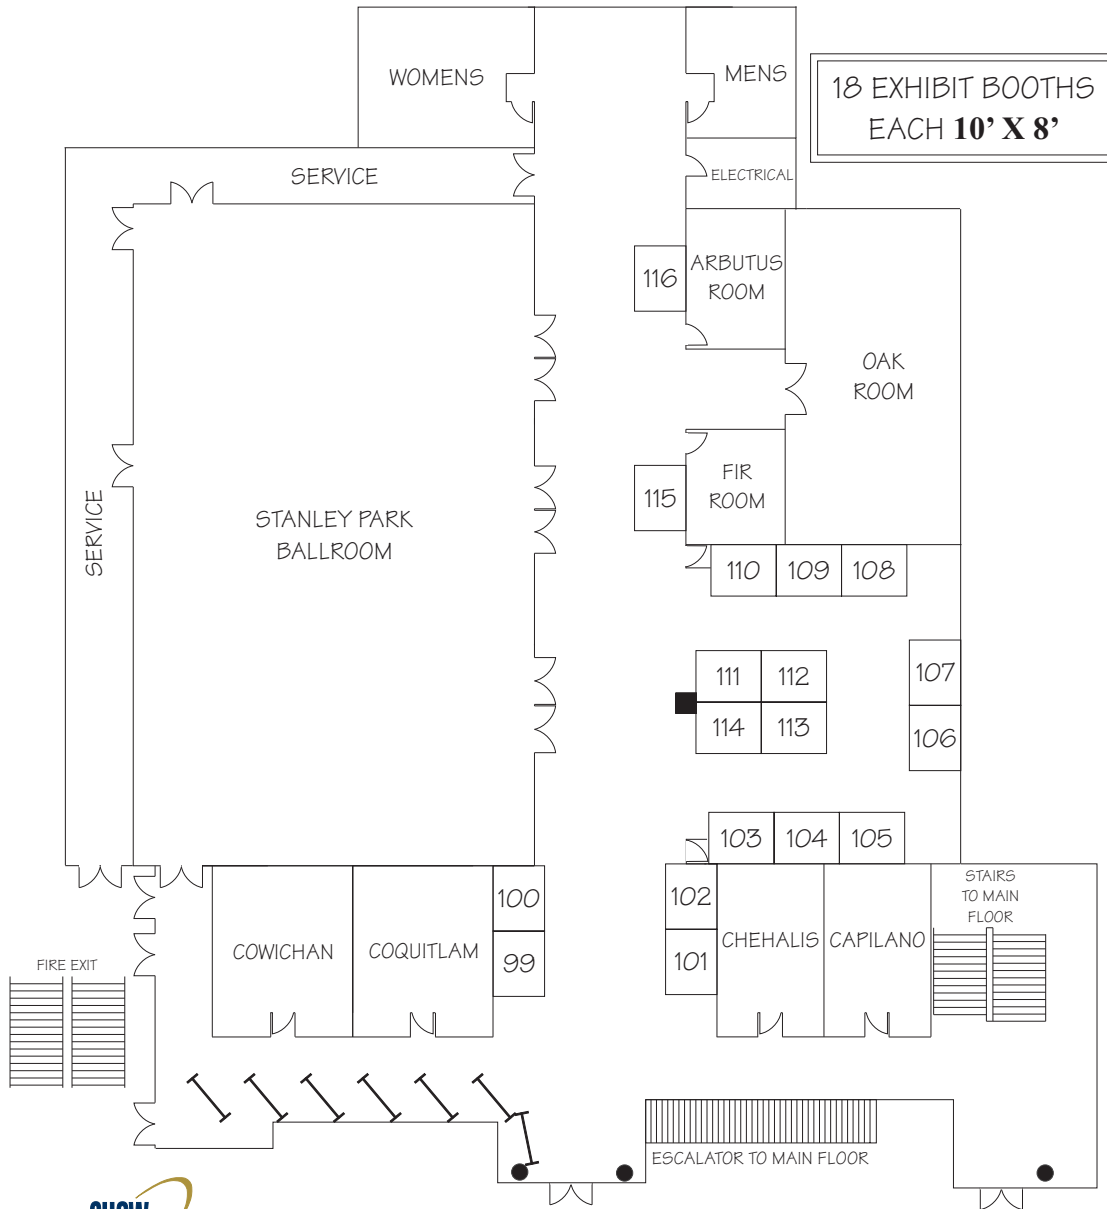 WOMENS
MENS
18 EXHIBIT BOOTHS
EACH 10' X 8'
SERVICE
ELECTRICAL
116
ARBUTUS
ROOM
OAK
ROOM
115
FIR
ROOM
SERVICE
STANLEY PARK
BALLROOM
110 109 108
111 112
107
114 113
106
103 104 105
100
102
STAIRS
TO MAIN
FLOOR
COWICHAN
COQUITLAM
99
101
CHEHALIS
CAPILANO
FIRE EXIT
ESCALATOR TO MAIN FLOOR
SHOW